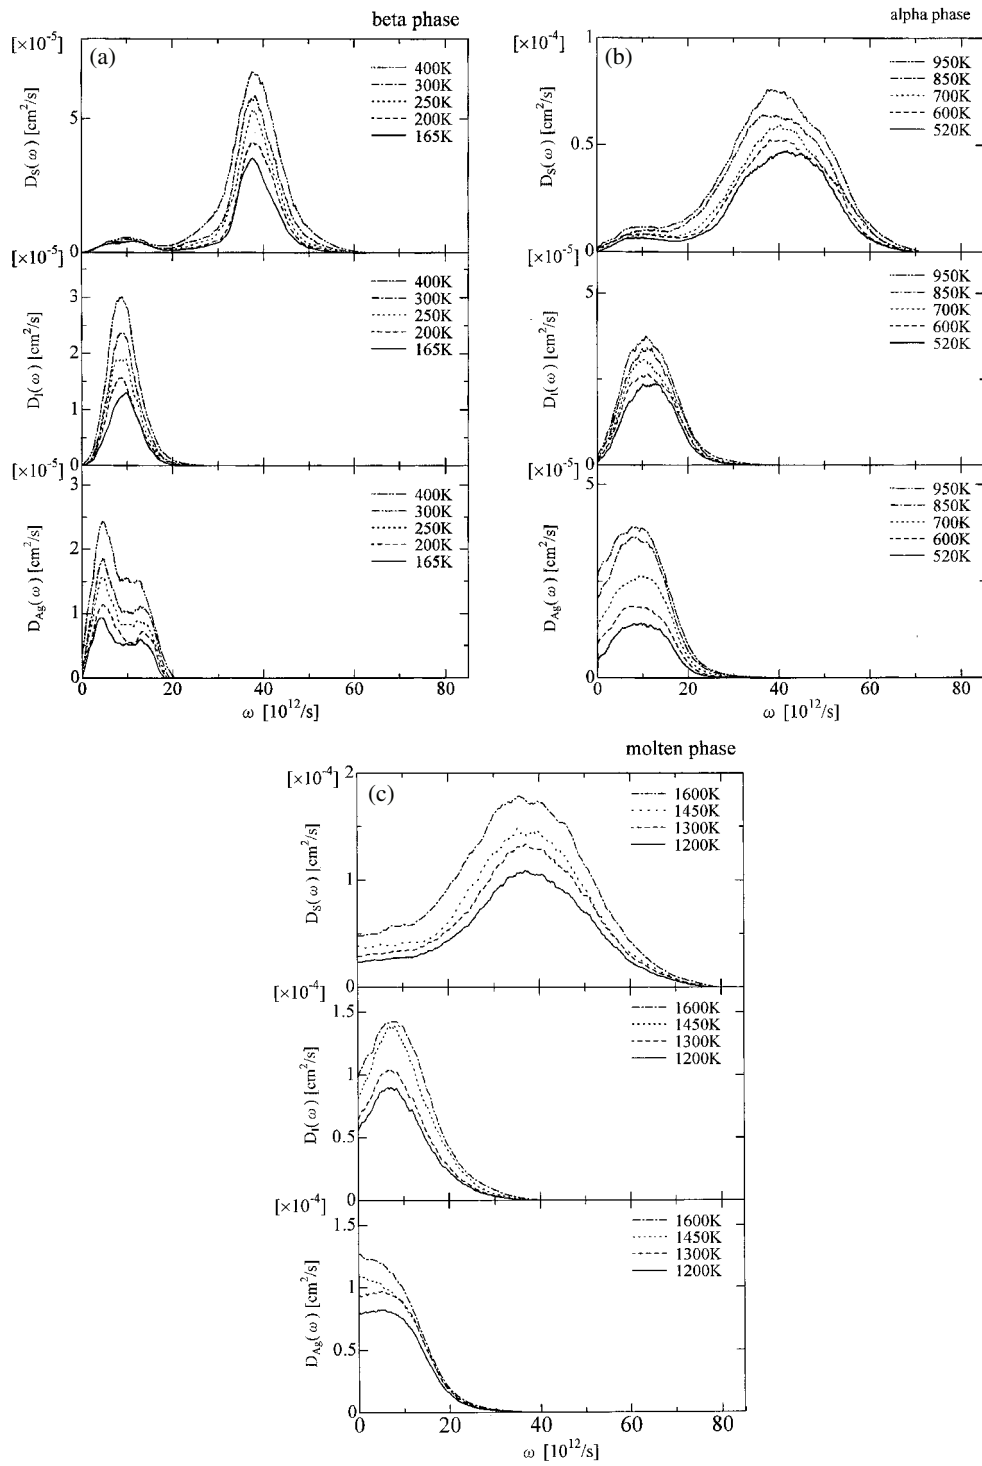 beta phase
[×10⁻⁵]
(a)
5
0
D_S(ω) [cm²/s]
400K
300K
250K
200K
165K
[×10⁻⁵]
3
2
1
0
D_I(ω) [cm²/s]
400K
300K
250K
200K
165K
[×10⁻⁵]
3
2
1
0
D_Ag(ω) [cm²/s]
400K
300K
250K
200K
165K
0 20 40 60 80
ω [10¹²/s]
alpha phase
[×10⁻⁴]
(b)
1
0.5
0
D_S(ω) [cm²/s]
950K
850K
700K
600K
520K
[×10⁻⁵]
5
0
D_I(ω) [cm²/s]
950K
850K
700K
600K
520K
[×10⁻⁵]
5
0
D_Ag(ω) [cm²/s]
950K
850K
700K
600K
520K
0 20 40 60 80
ω [10¹²/s]
molten phase
[×10⁻⁴]
(c)
2
1
0
D_S(ω) [cm²/s]
1600K
1450K
1300K
1200K
[×10⁻⁴]
1.5
1
0.5
0
D_I(ω) [cm²/s]
1600K
1450K
1300K
1200K
[×10⁻⁴]
1.5
1
0.5
0
D_Ag(ω) [cm²/s]
1600K
1450K
1300K
1200K
0 20 40 60 80
ω [10¹²/s]